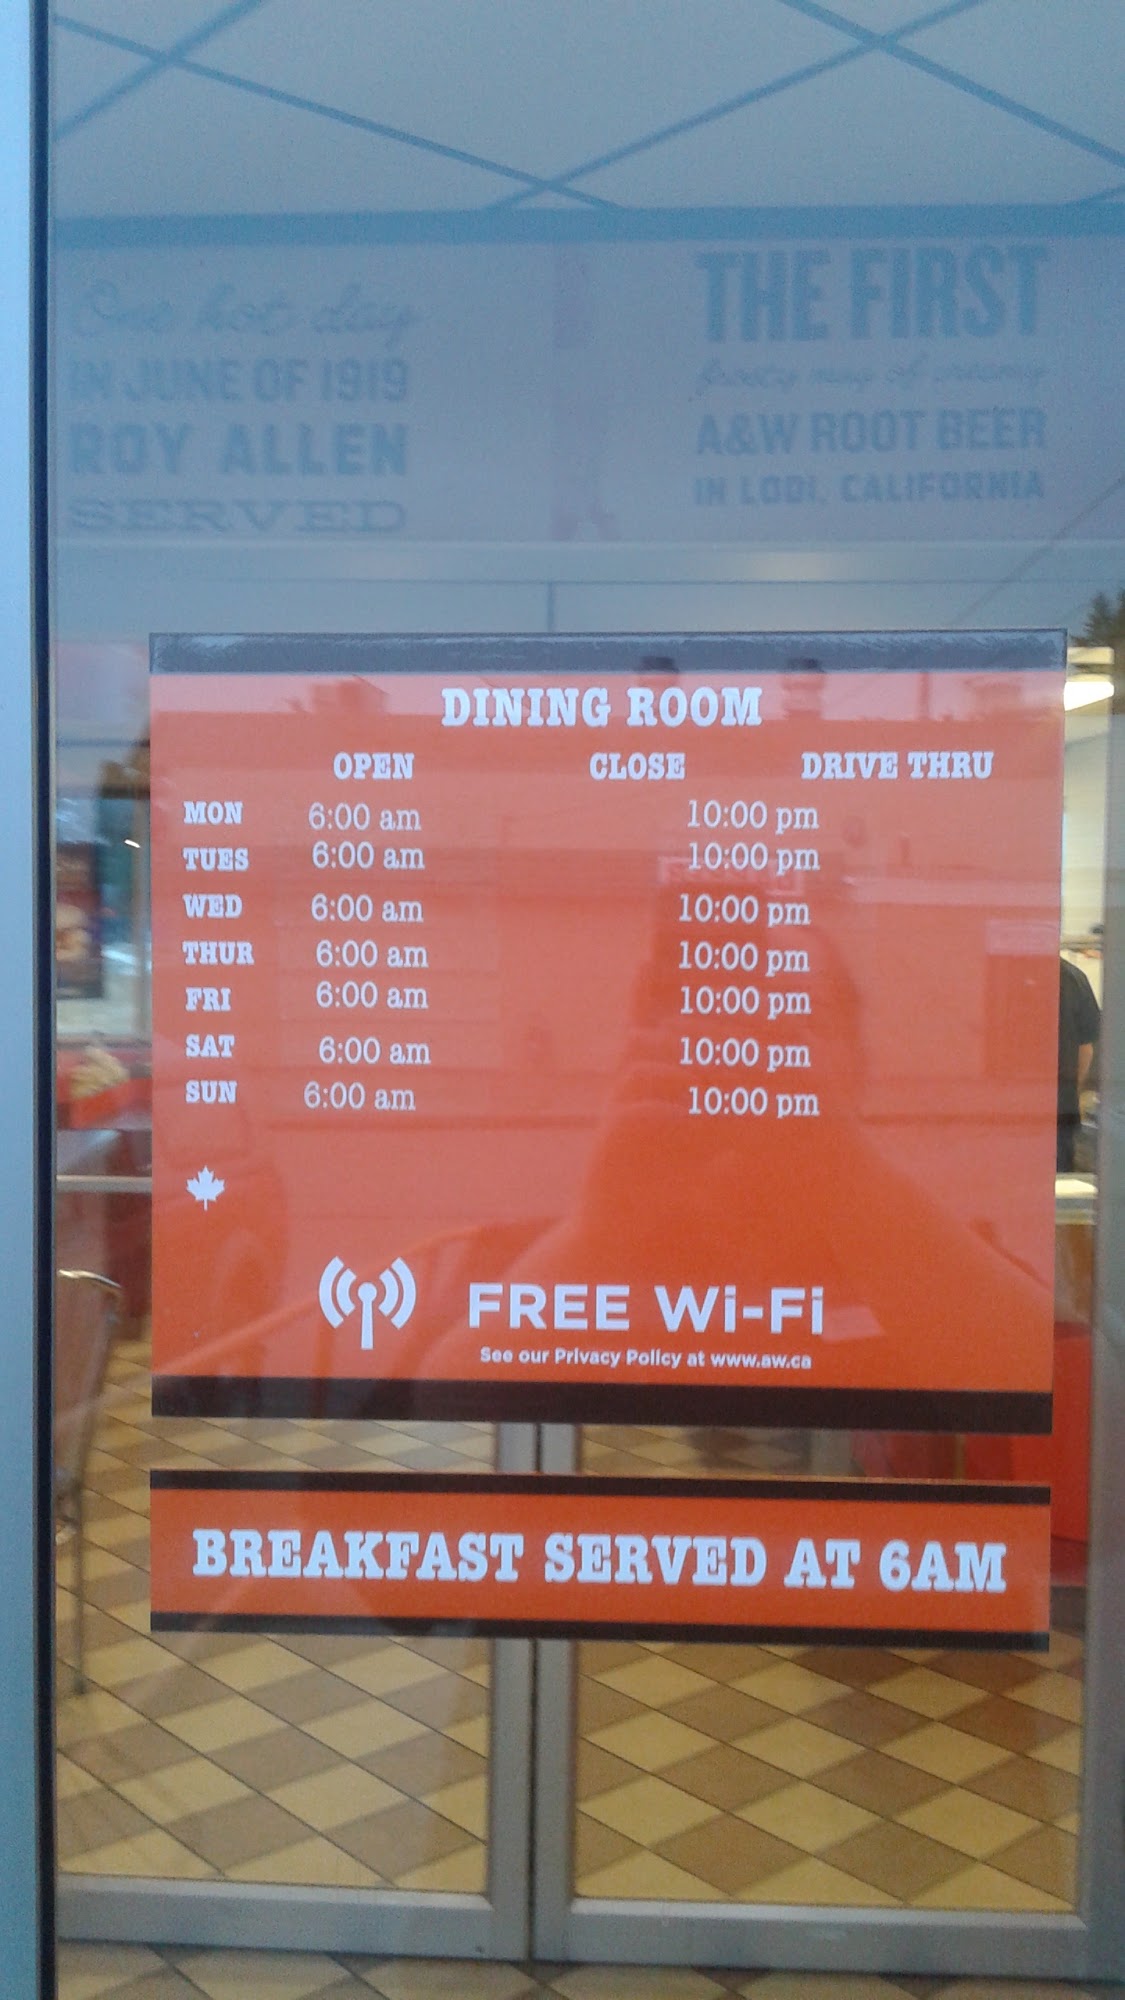 One hot day
IN JUNE OF 1919
ROY ALLEN
SERVED
THE FIRST
frosty mug of creamy
A&W ROOT BEER
IN LODI, CALIFORNIA
DINING ROOM
OPEN CLOSE DRIVE THRU
MON 6:00 am 10:00 pm
TUES 6:00 am 10:00 pm
WED 6:00 am 10:00 pm
THUR 6:00 am 10:00 pm
FRI 6:00 am 10:00 pm
SAT 6:00 am 10:00 pm
SUN 6:00 am 10:00 pm
FREE Wi-Fi
See our Privacy Policy at www.aw.ca
BREAKFAST SERVED AT 6AM